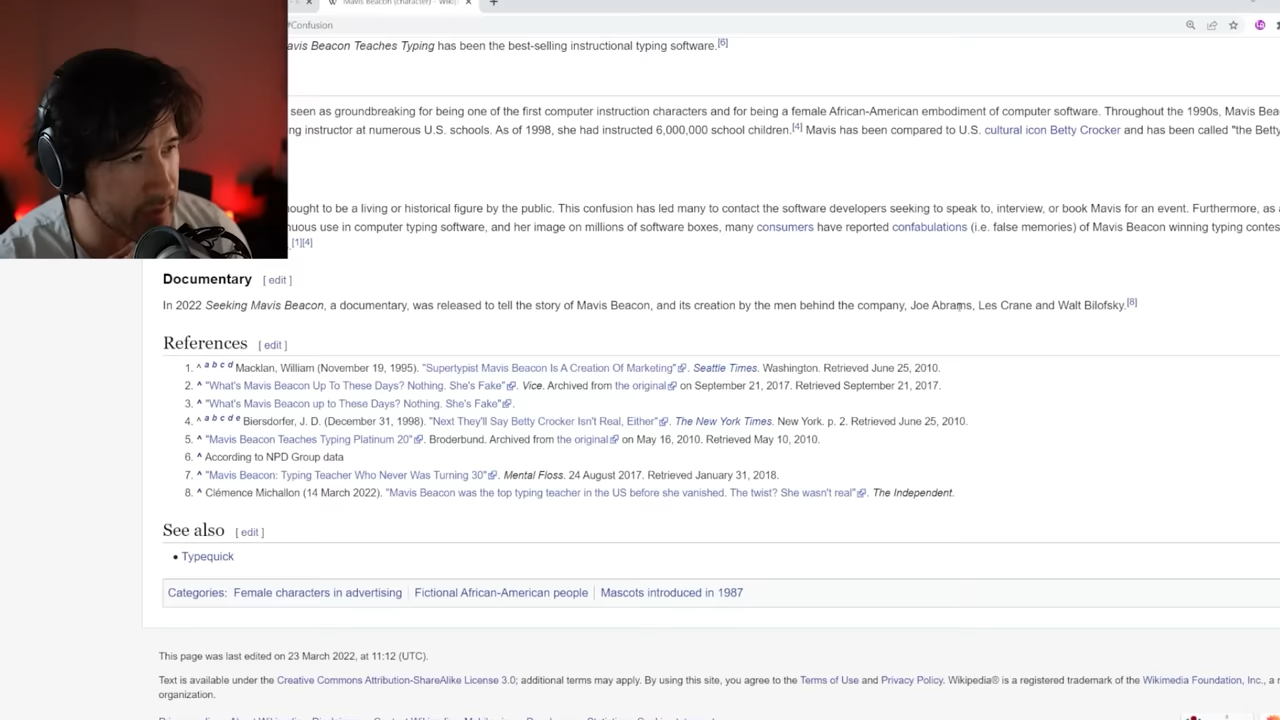 Mavis Beacon (character) - Wiki
#Confusion
avis Beacon Teaches Typing has been the best-selling instructional typing software.[6]
seen as groundbreaking for being one of the first computer instruction characters and for being a female African-American embodiment of computer software. Throughout the 1990s, Mavis Bea
ng instructor at numerous U.S. schools. As of 1998, she had instructed 6,000,000 school children.[4] Mavis has been compared to U.S. cultural icon Betty Crocker and has been called "the Betty
ought to be a living or historical figure by the public. This confusion has led many to contact the software developers seeking to speak to, interview, or book Mavis for an event. Furthermore, as
nuous use in computer typing software, and her image on millions of software boxes, many consumers have reported confabulations (i.e. false memories) of Mavis Beacon winning typing contes
.[1][4]
Documentary [ edit ]
In 2022 Seeking Mavis Beacon, a documentary, was released to tell the story of Mavis Beacon, and its creation by the men behind the company, Joe Abrams, Les Crane and Walt Bilofsky.[8]
References [ edit ]
1. ^ a b c d Macklan, William (November 19, 1995). "Supertypist Mavis Beacon Is A Creation Of Marketing". Seattle Times. Washington. Retrieved June 25, 2010.
2. ^ "What's Mavis Beacon Up To These Days? Nothing. She's Fake". Vice. Archived from the original on September 21, 2017. Retrieved September 21, 2017.
3. ^ "What's Mavis Beacon up to These Days? Nothing. She's Fake".
4. ^ a b c d e Biersdorfer, J. D. (December 31, 1998). "Next They'll Say Betty Crocker Isn't Real, Either". The New York Times. New York. p. 2. Retrieved June 25, 2010.
5. ^ "Mavis Beacon Teaches Typing Platinum 20". Broderbund. Archived from the original on May 16, 2010. Retrieved May 10, 2010.
6. ^ According to NPD Group data
7. ^ "Mavis Beacon: Typing Teacher Who Never Was Turning 30". Mental Floss. 24 August 2017. Retrieved January 31, 2018.
8. ^ Clémence Michallon (14 March 2022). "Mavis Beacon was the top typing teacher in the US before she vanished. The twist? She wasn't real". The Independent.
See also [ edit ]
• Typequick
Categories: Female characters in advertising | Fictional African-American people | Mascots introduced in 1987
This page was last edited on 23 March 2022, at 11:12 (UTC).
Text is available under the Creative Commons Attribution-ShareAlike License 3.0; additional terms may apply. By using this site, you agree to the Terms of Use and Privacy Policy. Wikipedia® is a registered trademark of the Wikimedia Foundation, Inc., a
organization.